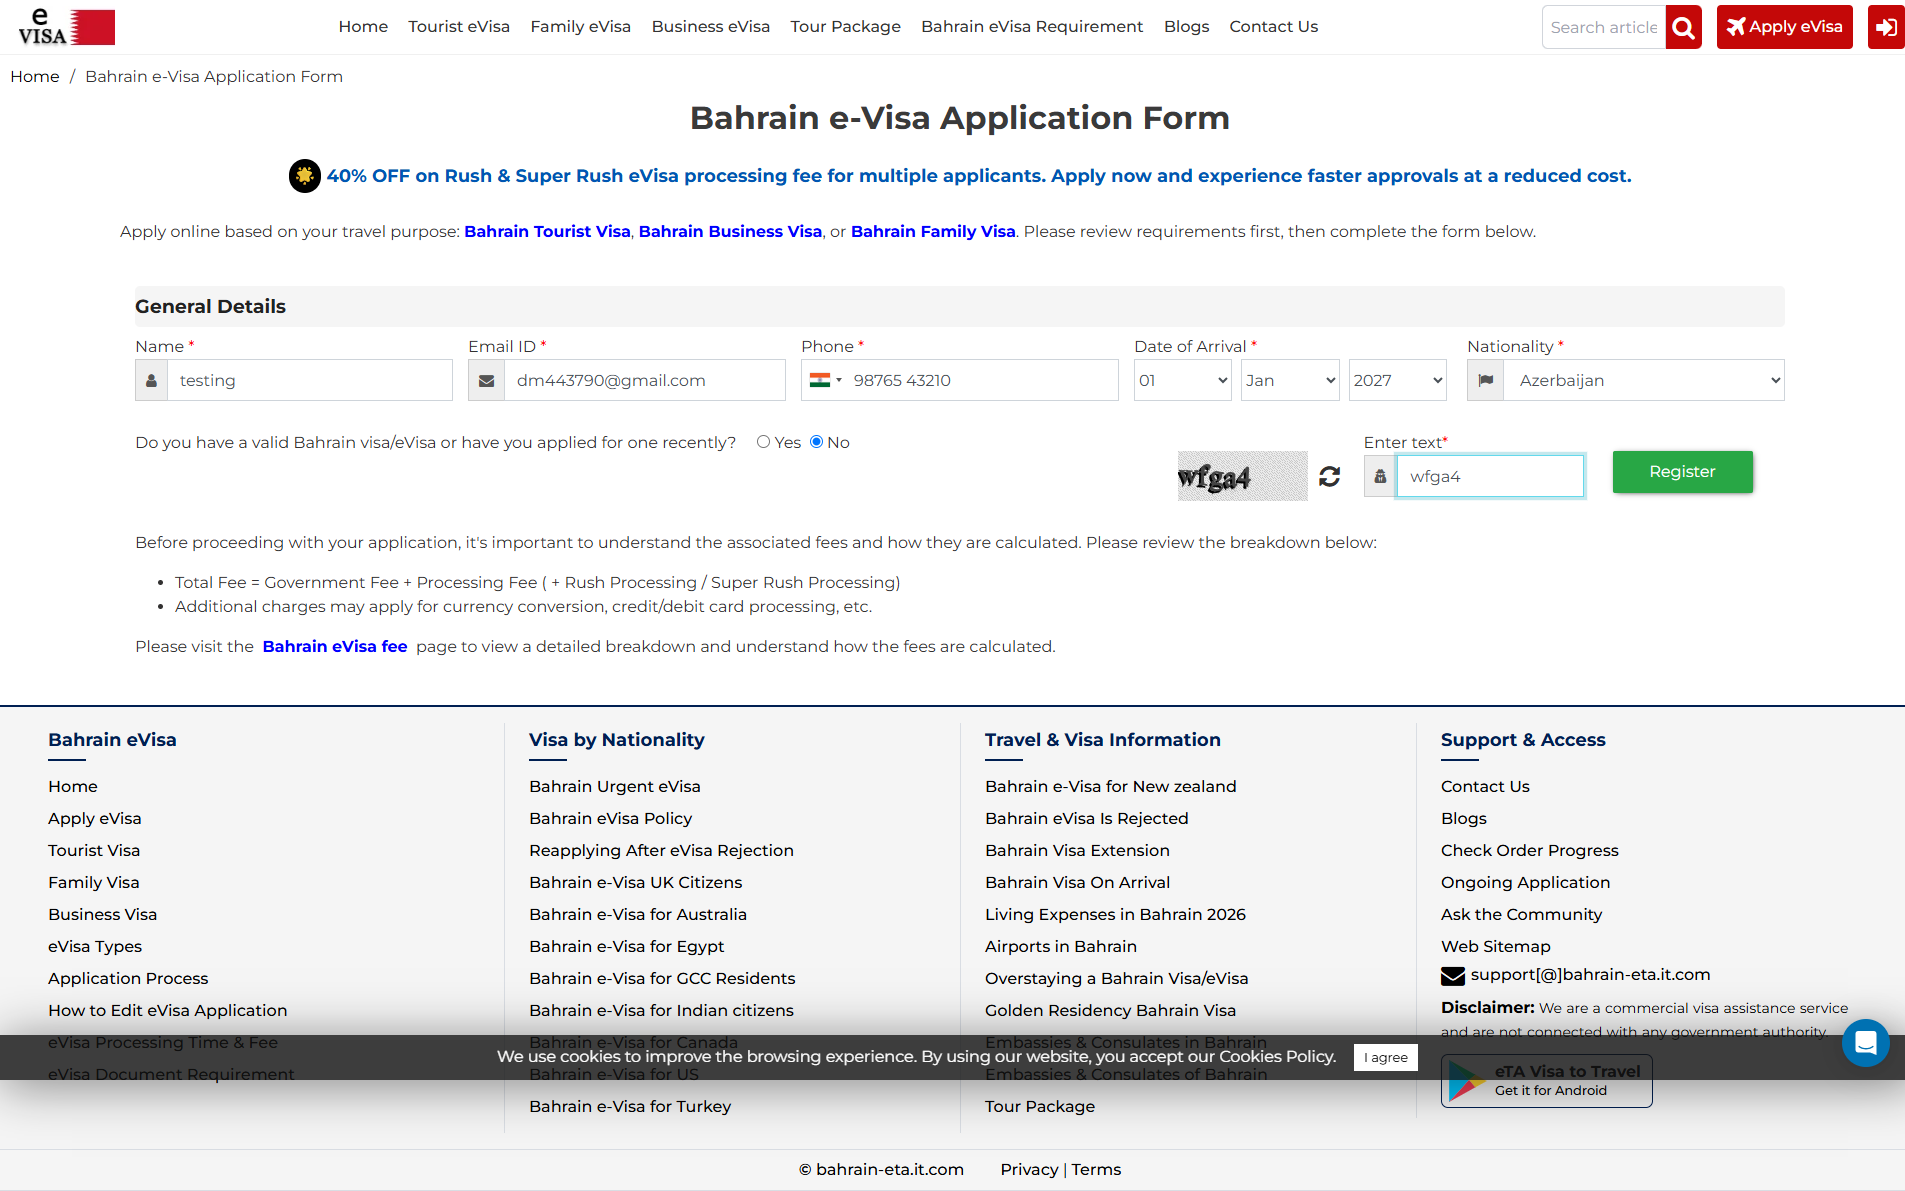 e
VISA
Home Tourist eVisa Family eVisa Business eVisa Tour Package Bahrain eVisa Requirement Blogs Contact Us
Search article
Apply eVisa
Home / Bahrain e-Visa Application Form
Bahrain e-Visa Application Form
40% OFF on Rush & Super Rush eVisa processing fee for multiple applicants. Apply now and experience faster approvals at a reduced cost.
Apply online based on your travel purpose: Bahrain Tourist Visa, Bahrain Business Visa, or Bahrain Family Visa. Please review requirements first, then complete the form below.
General Details
Name * Email ID * Phone * Date of Arrival * Nationality *
testing dm443790@gmail.com 98765 43210 01 Jan 2027 Azerbaijan
Do you have a valid Bahrain visa/eVisa or have you applied for one recently? Yes No
Enter text*
wfga4 wfga4 Register
Before proceeding with your application, it's important to understand the associated fees and how they are calculated. Please review the breakdown below:
• Total Fee = Government Fee + Processing Fee ( + Rush Processing / Super Rush Processing)
• Additional charges may apply for currency conversion, credit/debit card processing, etc.
Please visit the Bahrain eVisa fee page to view a detailed breakdown and understand how the fees are calculated.
Bahrain eVisa
Home
Apply eVisa
Tourist Visa
Family Visa
Business Visa
eVisa Types
Application Process
How to Edit eVisa Application
eVisa Processing Time & Fee
eVisa Document Requirement
Visa by Nationality
Bahrain Urgent eVisa
Bahrain eVisa Policy
Reapplying After eVisa Rejection
Bahrain e-Visa UK Citizens
Bahrain e-Visa for Australia
Bahrain e-Visa for Egypt
Bahrain e-Visa for GCC Residents
Bahrain e-Visa for Indian citizens
Bahrain e-Visa for Canada
Bahrain e-Visa for US
Bahrain e-Visa for Turkey
Travel & Visa Information
Bahrain e-Visa for New zealand
Bahrain eVisa Is Rejected
Bahrain Visa Extension
Bahrain Visa On Arrival
Living Expenses in Bahrain 2026
Airports in Bahrain
Overstaying a Bahrain Visa/eVisa
Golden Residency Bahrain Visa
Embassies & Consulates in Bahrain
Embassies & Consulates of Bahrain
Tour Package
Support & Access
Contact Us
Blogs
Check Order Progress
Ongoing Application
Ask the Community
Web Sitemap
support[@]bahrain-eta.it.com
Disclaimer: We are a commercial visa assistance service
and are not connected with any government authority.
eTA Visa to Travel
Get it for Android
We use cookies to improve the browsing experience. By using our website, you accept our Cookies Policy. I agree
© bahrain-eta.it.com Privacy | Terms